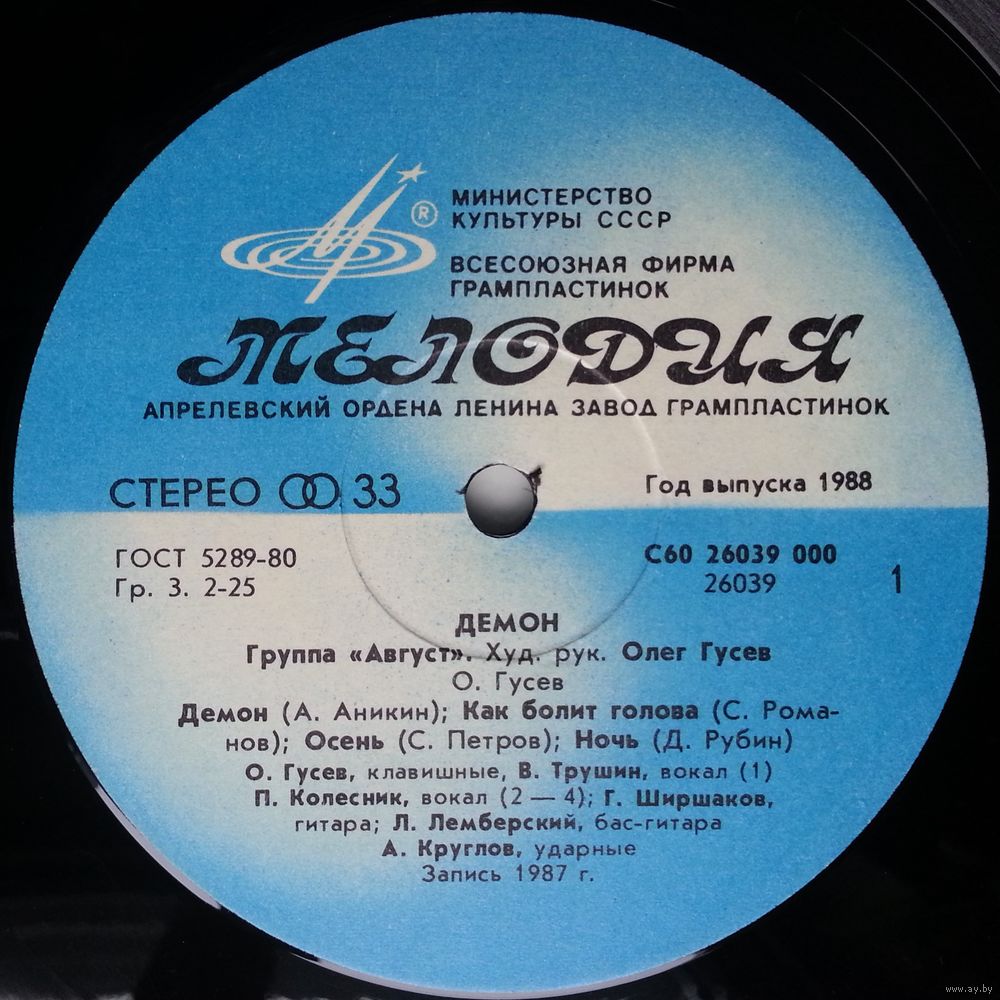 ®
МИНИСТЕРСТВО
КУЛЬТУРЫ СССР
ВСЕСОЮЗНАЯ ФИРМА
ГРАМПЛАСТИНОК
МЕЛОДИЯ
АПРЕЛЕВСКИЙ ОРДЕНА ЛЕНИНА ЗАВОД ГРАМПЛАСТИНОК
СТЕРЕО 33
Год выпуска 1988
ГОСТ 5289-80
Гр. 3. 2-25
С60 26039 000
26039
1
ДЕМОН
Группа «Август». Худ. рук. Олег Гусев
О. Гусев
Демон (А. Аникин); Как болит голова (С. Рома-
нов); Осень (С. Петров); Ночь (Д. Рубин)
О. Гусев, клавишные, В. Трушин, вокал (1)
П. Колесник, вокал (2 — 4); Г. Ширшаков,
гитара; Л. Лемберский, бас-гитара
А. Круглов, ударные
Запись 1987 г.
www.ay.by